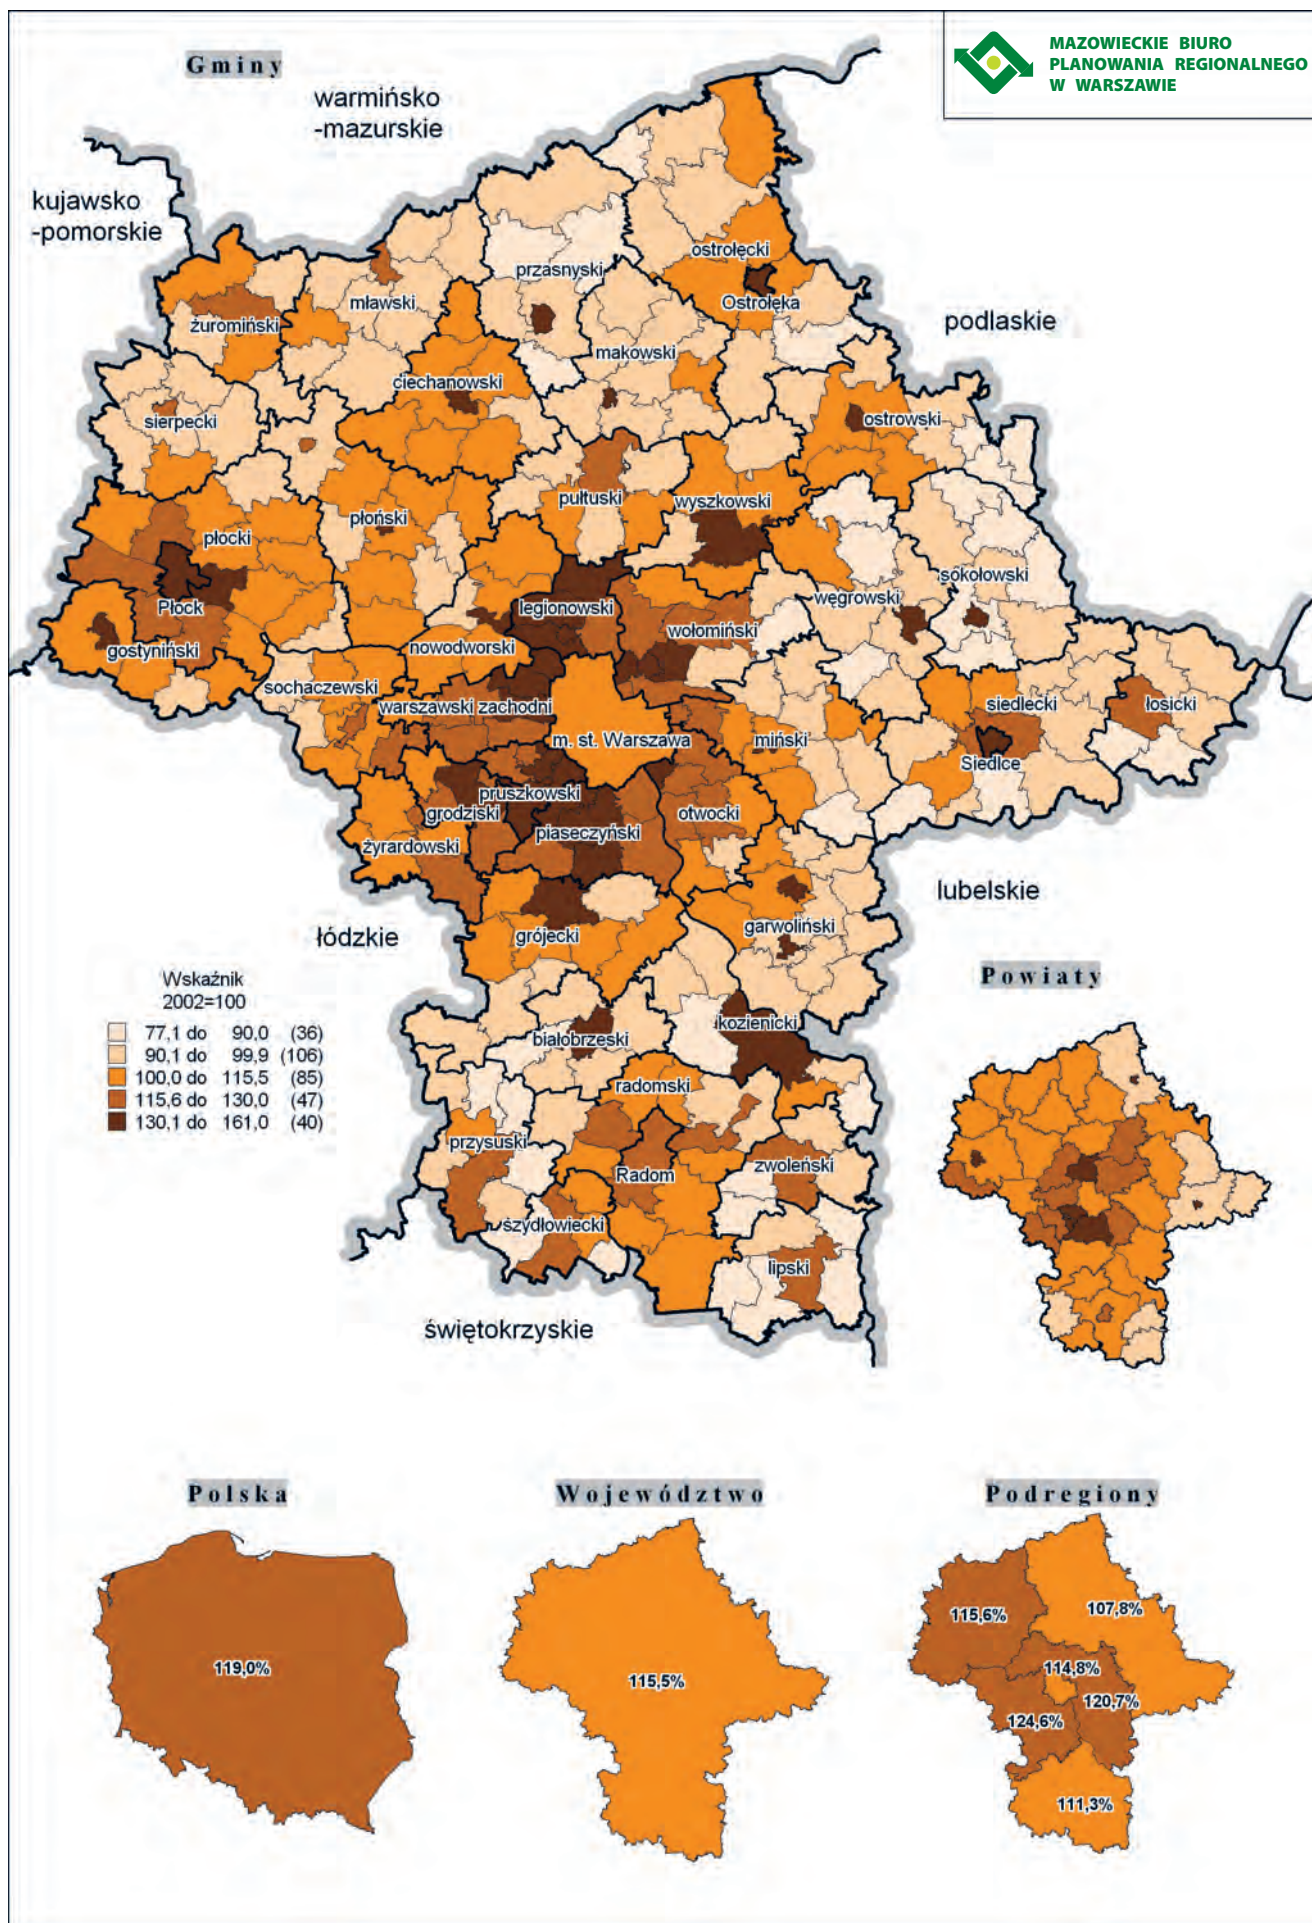 MAZOWIECKIE BIURO
PLANOWANIA REGIONALNEGO
W WARSZAWIE
Gminy
warmińsko
-mazurskie
kujawsko
-pomorskie
podlaskie
lubelskie
łódzkie
świętokrzyskie
ostrołęcki
Ostrołęka
przasnyski
mławski
żuromiński
makowski
ciechanowski
sierpecki
ostrowski
pułtuski
wyszkowski
płoński
płocki
Płock
sokołowski
węgrowski
legionowski
wołomiński
gostyniński
nowodworski
sochaczewski
warszawski zachodni
siedlecki
łosicki
m. st. Warszawa
miński
Siedlce
pruszkowski
grodziski
otwocki
piaseczyński
żyrardowski
garwoliński
grójecki
kozienicki
białobrzeski
radomski
przysuski
Radom
zwoleński
szydłowiecki
lipski
Wskaźnik
2002=100
77,1 do 90,0 (36)
90,1 do 99,9 (106)
100,0 do 115,5 (85)
115,6 do 130,0 (47)
130,1 do 161,0 (40)
Powiaty
Polska
119,0%
Województwo
115,5%
Podregiony
115,6%
107,8%
114,8%
120,7%
124,6%
111,3%